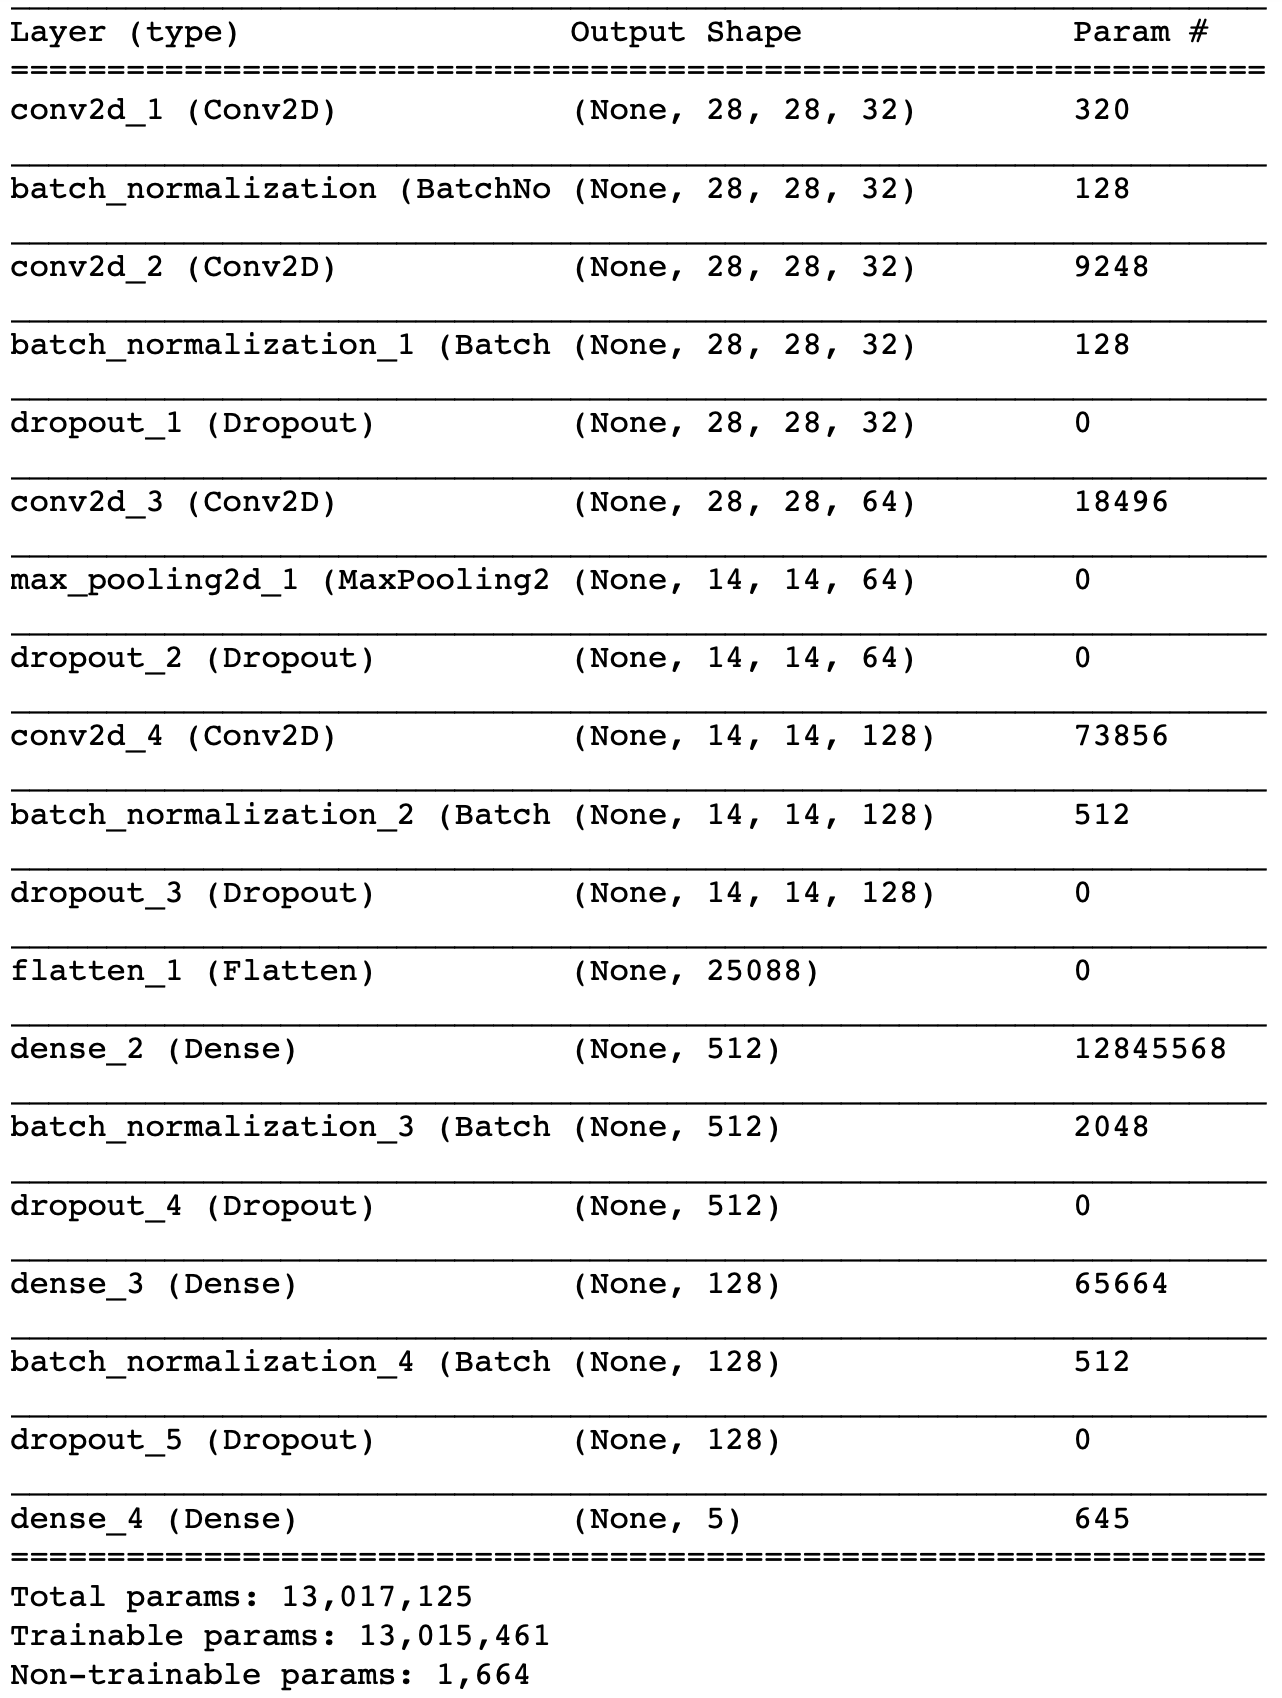 Layer (type) Output Shape Param #
conv2d_1 (Conv2D) (None, 28, 28, 32) 320
batch_normalization (BatchNo (None, 28, 28, 32) 128
conv2d_2 (Conv2D) (None, 28, 28, 32) 9248
batch_normalization_1 (Batch (None, 28, 28, 32) 128
dropout_1 (Dropout) (None, 28, 28, 32) 0
conv2d_3 (Conv2D) (None, 28, 28, 64) 18496
max_pooling2d_1 (MaxPooling2 (None, 14, 14, 64) 0
dropout_2 (Dropout) (None, 14, 14, 64) 0
conv2d_4 (Conv2D) (None, 14, 14, 128) 73856
batch_normalization_2 (Batch (None, 14, 14, 128) 512
dropout_3 (Dropout) (None, 14, 14, 128) 0
flatten_1 (Flatten) (None, 25088) 0
dense_2 (Dense) (None, 512) 12845568
batch_normalization_3 (Batch (None, 512) 2048
dropout_4 (Dropout) (None, 512) 0
dense_3 (Dense) (None, 128) 65664
batch_normalization_4 (Batch (None, 128) 512
dropout_5 (Dropout) (None, 128) 0
dense_4 (Dense) (None, 5) 645
Total params: 13,017,125
Trainable params: 13,015,461
Non-trainable params: 1,664